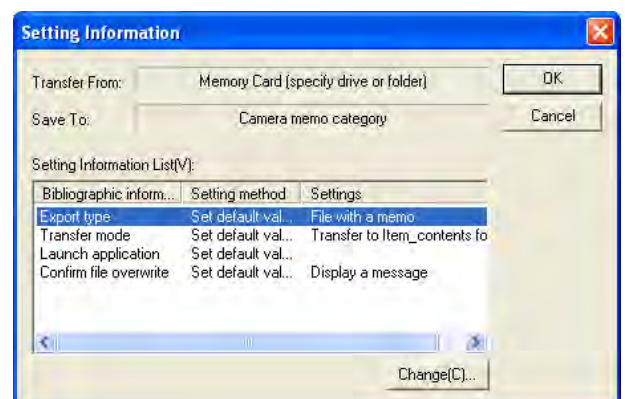 Setting Information
Transfer From: Memory Card (specify drive or folder) OK
Save To: Camera memo category Cancel
Setting Information List(V):
Bibliographic inform... Setting method Settings
Export type Set default val... File with a memo
Transfer mode Set default val... Transfer to Item_contents fo
Launch application Set default val...
Confirm file overwrite Set default val... Display a message
Change(C)...